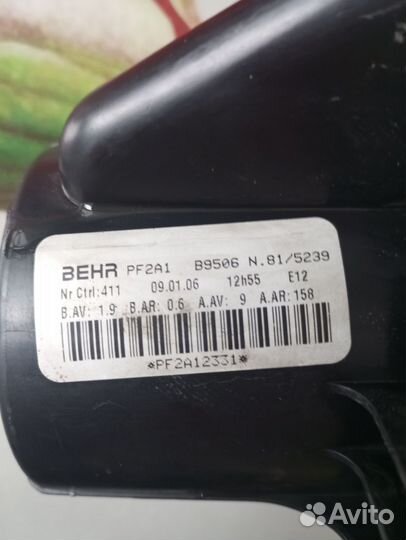 BEHR PF2A1 B9506 N.81/5239
Nr Ctrl:411 09.01.06 12h55 E12
B.AV: 1.9 B.AR: 0.6 A.AV: 9 A.AR: 158
*PF2A12331*
Avito